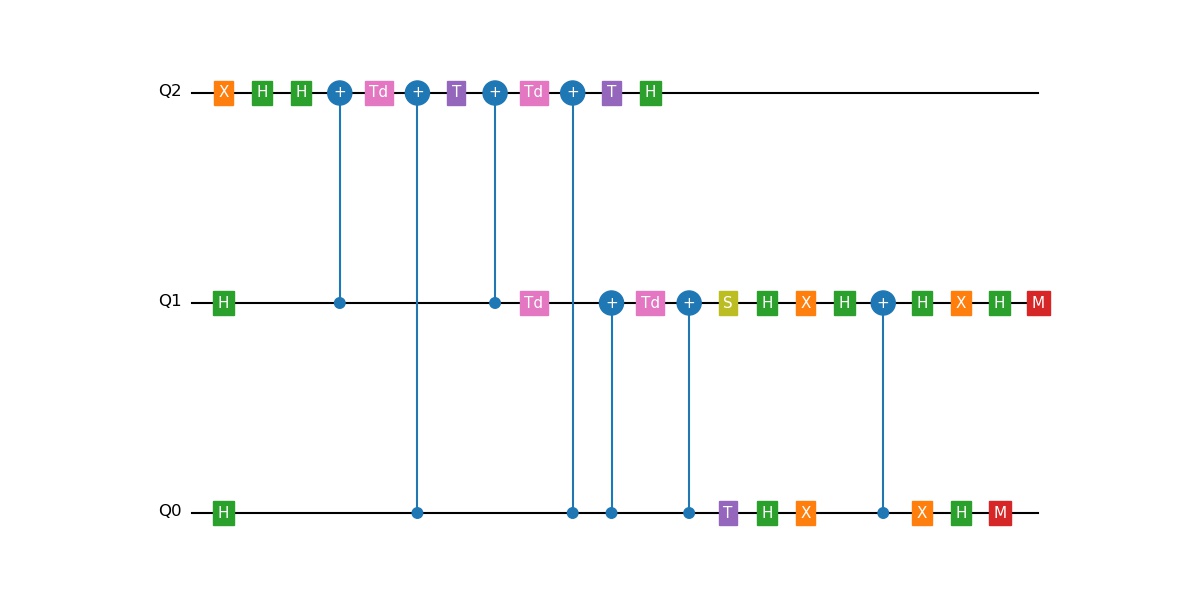 Q2 X H H + Td + T + Td + T H
Q1 H Td + Td + S H X H + H X H M
Q0 H T H X X H M